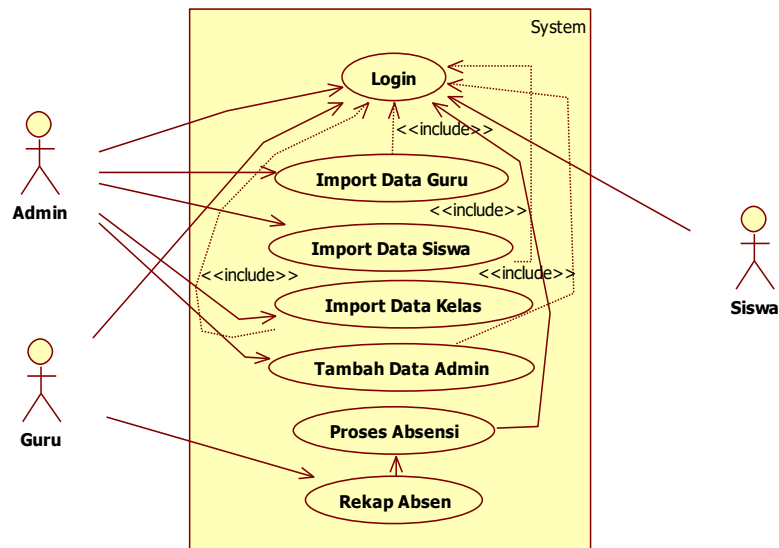 System
Login
<<include>>
Import Data Guru
Admin
<<include>>
Import Data Siswa
<<include>>
<<include>>
Import Data Kelas
Siswa
Tambah Data Admin
Guru
Proses Absensi
Rekap Absen